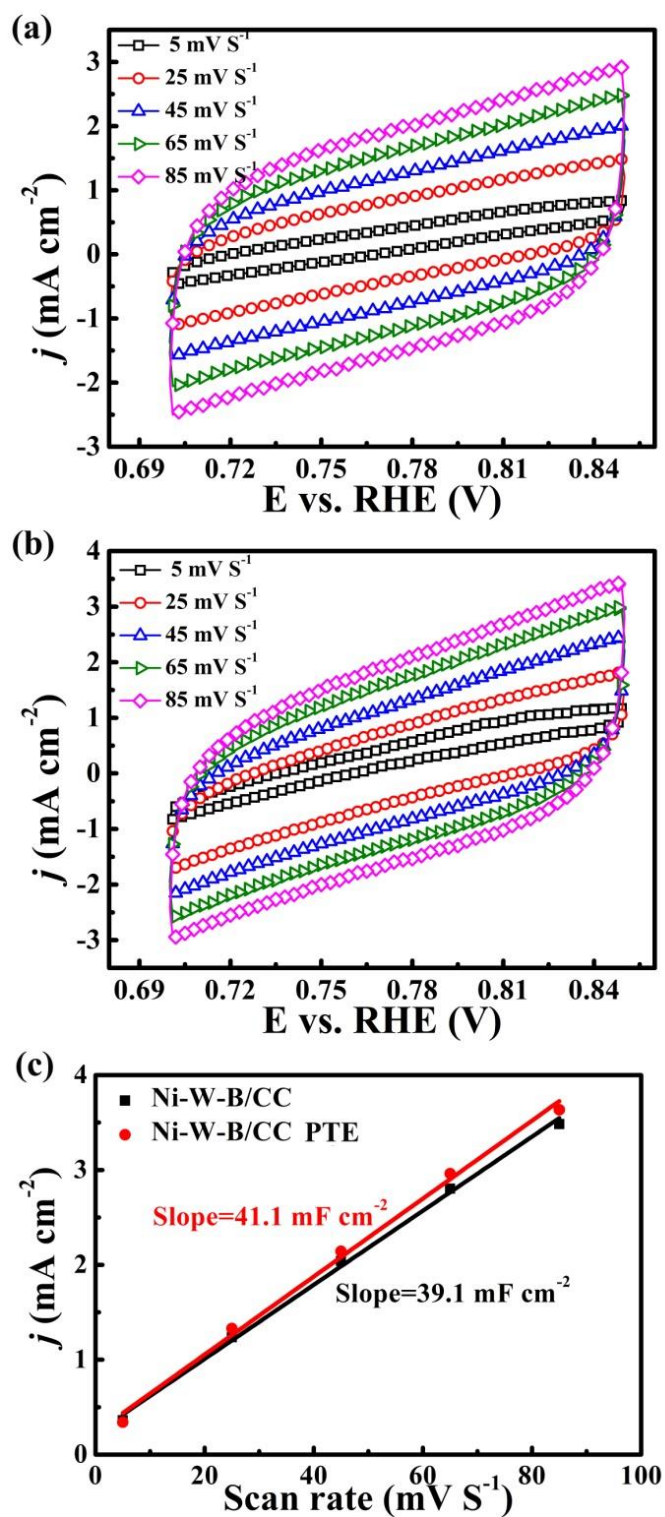 (a)
5 mV S⁻¹
25 mV S⁻¹
45 mV S⁻¹
65 mV S⁻¹
85 mV S⁻¹
3
2
1
0
-1
-2
-3
j (mA cm⁻²)
0.69 0.72 0.75 0.78 0.81 0.84
E vs. RHE (V)
(b)
5 mV S⁻¹
25 mV S⁻¹
45 mV S⁻¹
65 mV S⁻¹
85 mV S⁻¹
4
3
2
1
0
-1
-2
-3
j (mA cm⁻²)
0.69 0.72 0.75 0.78 0.81 0.84
E vs. RHE (V)
(c)
Ni-W-B/CC
Ni-W-B/CC PTE
Slope=41.1 mF cm⁻²
Slope=39.1 mF cm⁻²
4
3
2
1
0
j (mA cm⁻²)
0 20 40 60 80 100
Scan rate (mV S⁻¹)